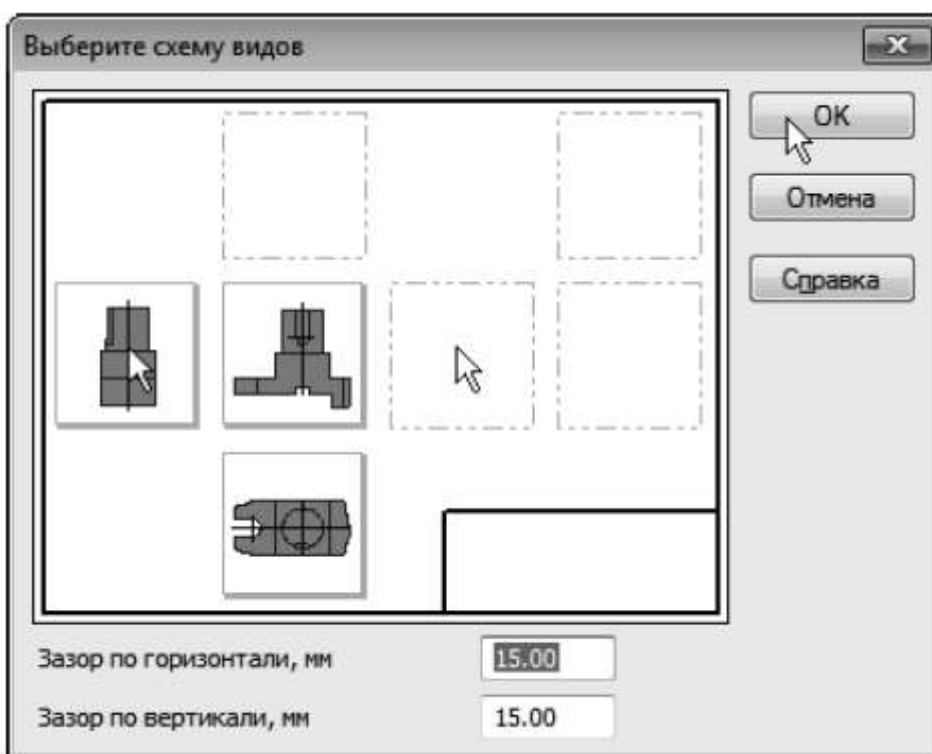 Выберите схему видов
OK
Отмена
Справка
Зазор по горизонтали, мм
15.00
Зазор по вертикали, мм
15.00